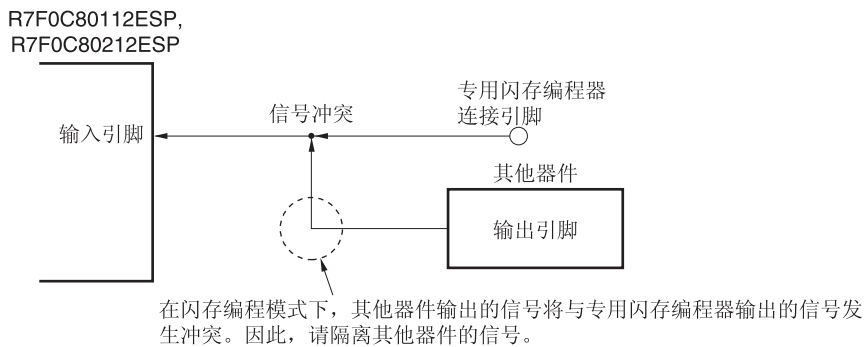 R7F0C80112ESP,
R7F0C80212ESP
专用闪存编程器
连接引脚
信号冲突
输入引脚
其他器件
输出引脚
在闪存编程模式下，其他器件输出的信号将与专用闪存编程器输出的信号发
生冲突。因此，请隔离其他器件的信号。